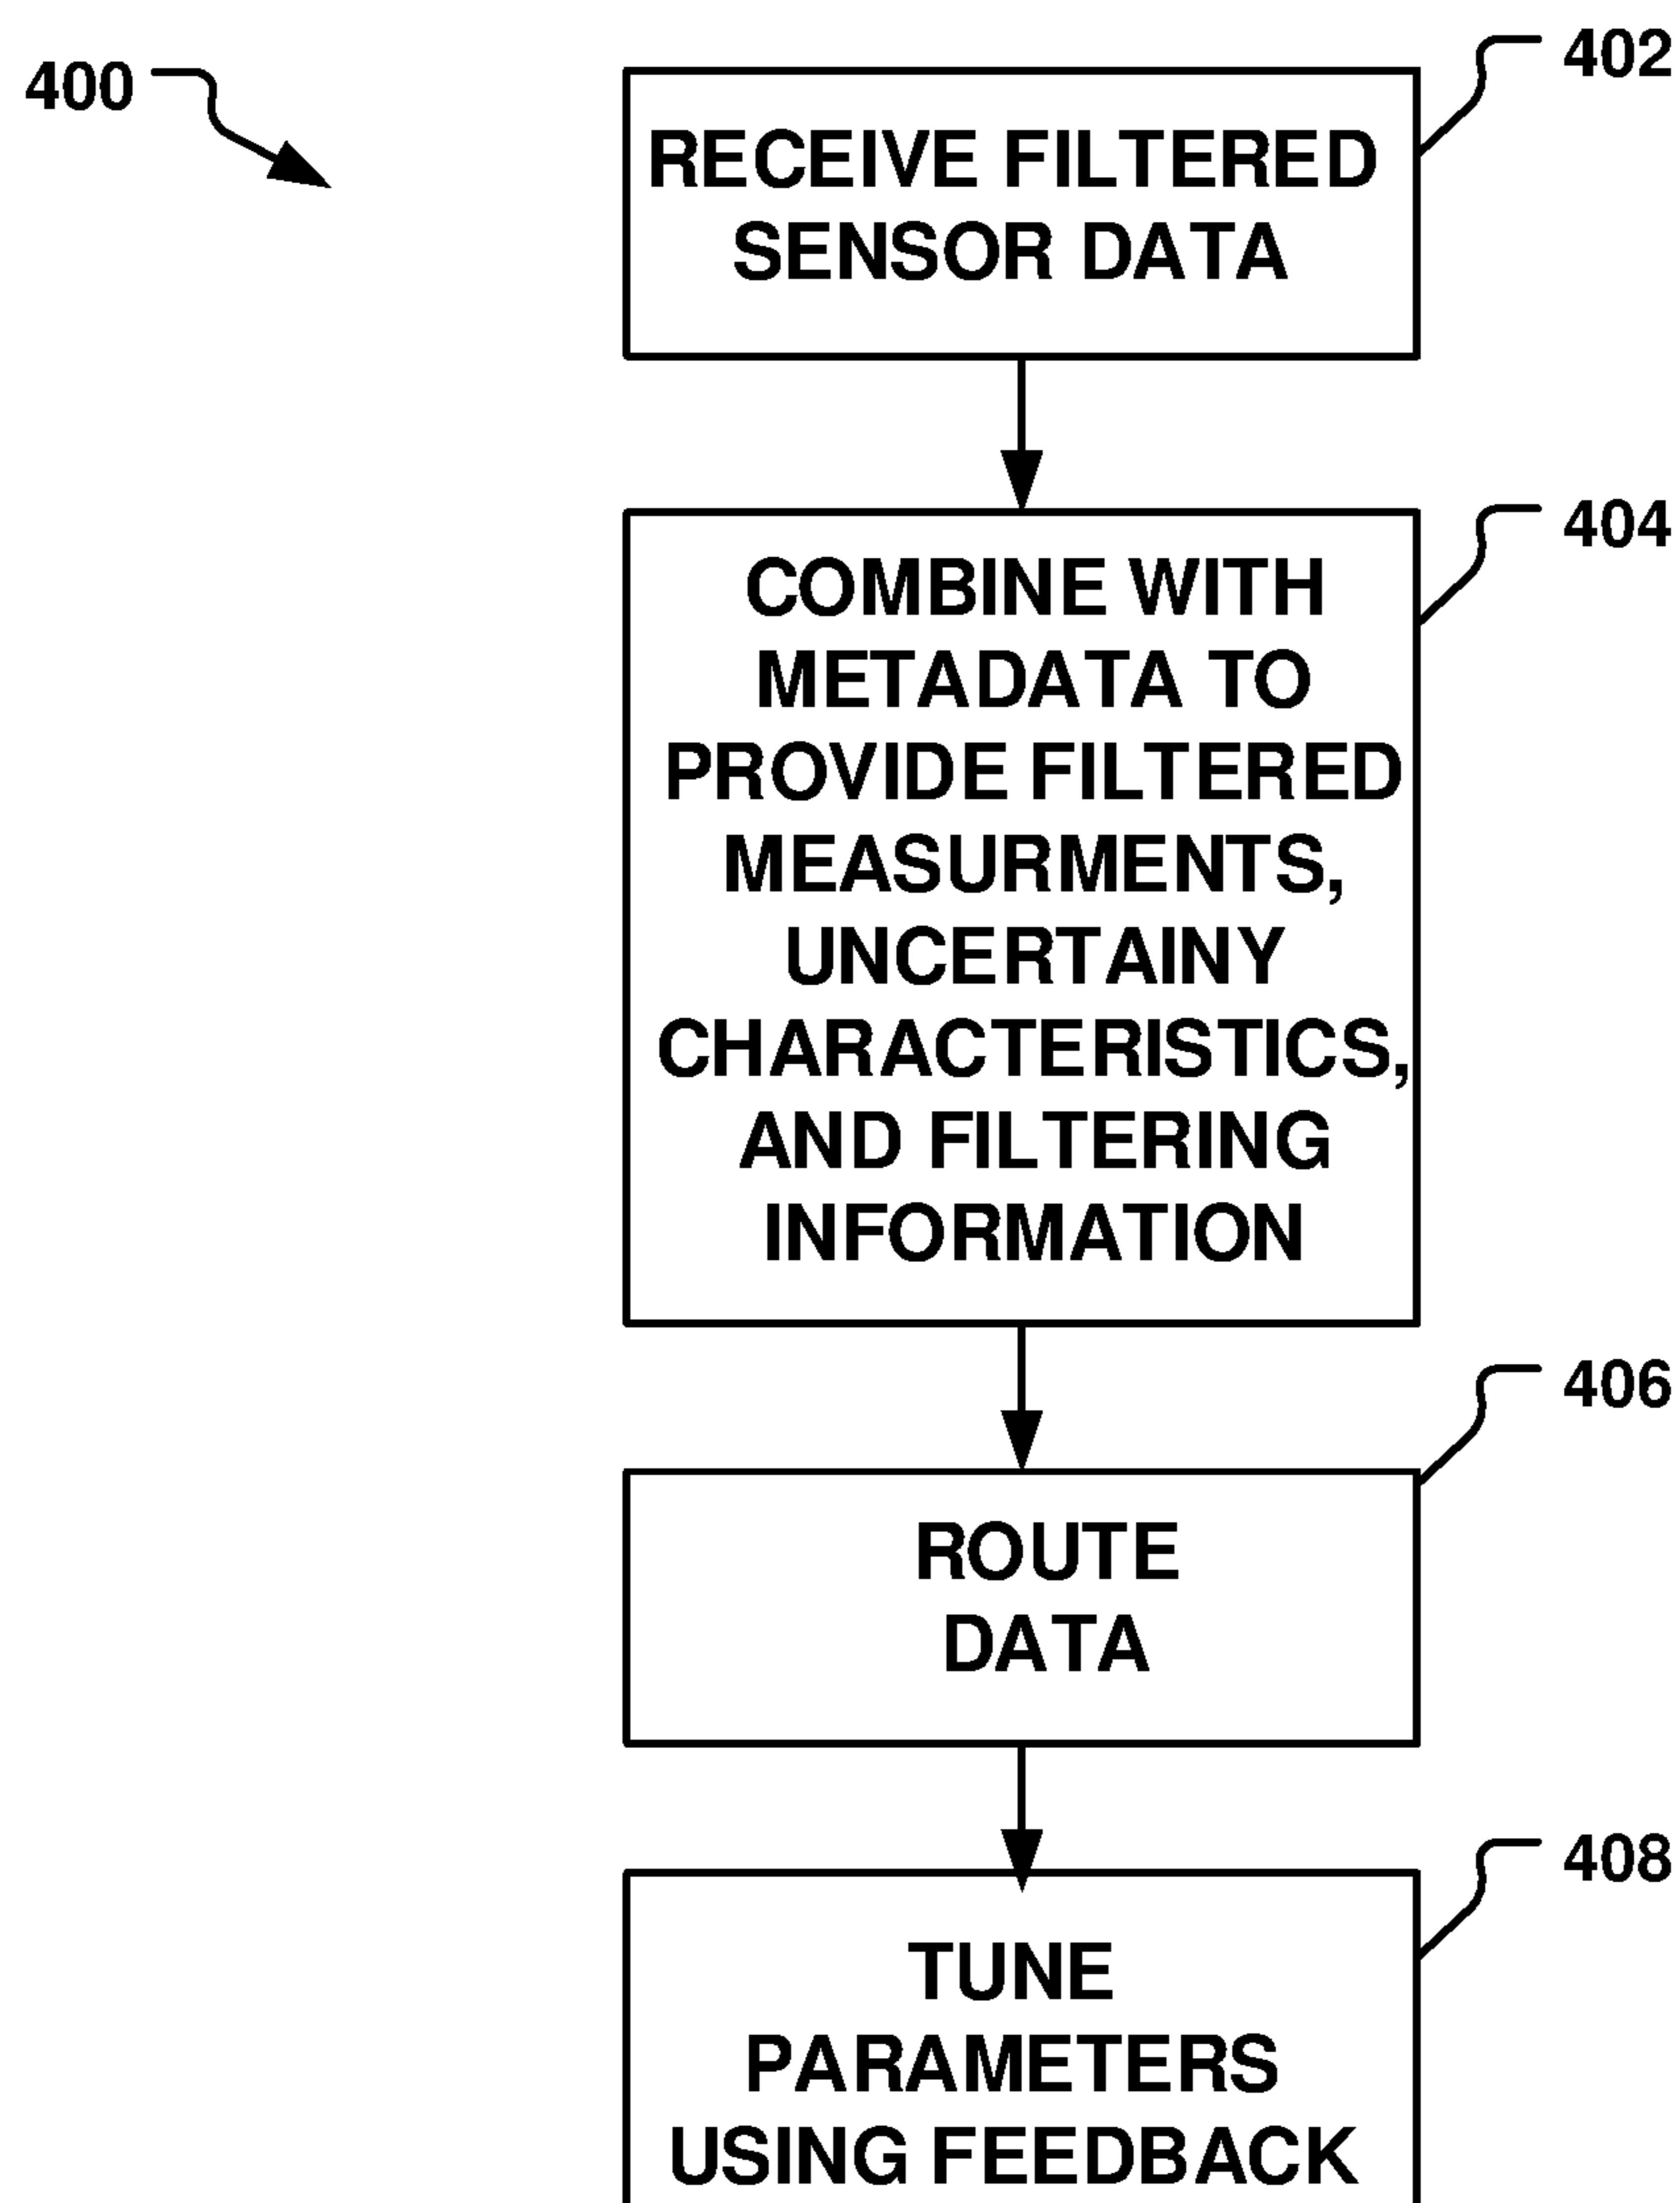 400
402
RECEIVE FILTERED
SENSOR DATA
404
COMBINE WITH
METADATA TO
PROVIDE FILTERED
MEASURMENTS,
UNCERTAINY
CHARACTERISTICS,
AND FILTERING
INFORMATION
406
ROUTE
DATA
408
TUNE
PARAMETERS
USING FEEDBACK